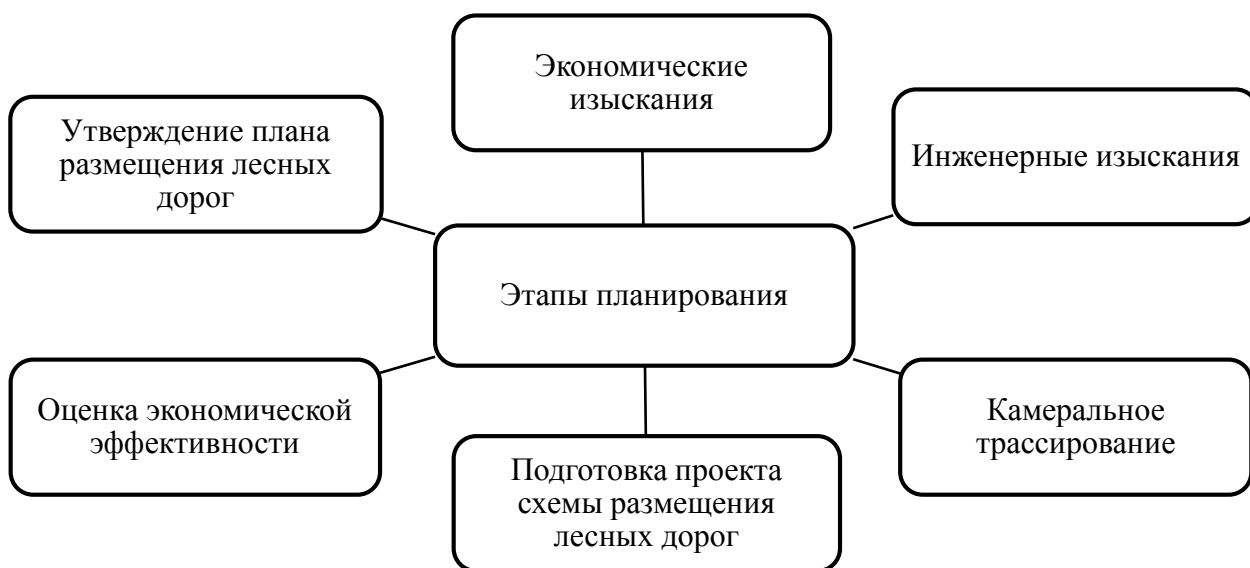 Экономические
изыскания
Инженерные изыскания
Камеральное
трассирование
Подготовка проекта
схемы размещения
лесных дорог
Оценка экономической
эффективности
Утверждение плана
размещения лесных
дорог
Этапы планирования